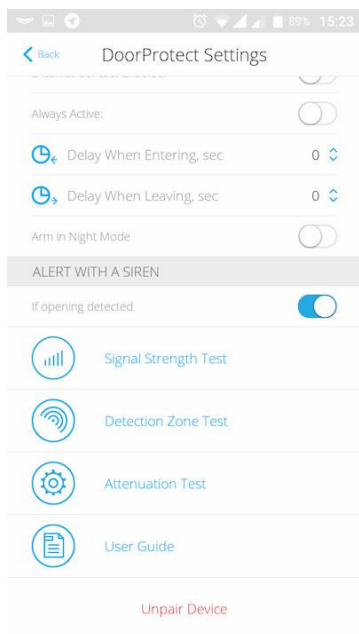 89% 15:23
Back DoorProtect Settings
Always Active:
Delay When Entering, sec 0
Delay When Leaving, sec 0
Arm in Night Mode
ALERT WITH A SIREN
If opening detected
Signal Strength Test
Detection Zone Test
Attenuation Test
User Guide
Unpair Device